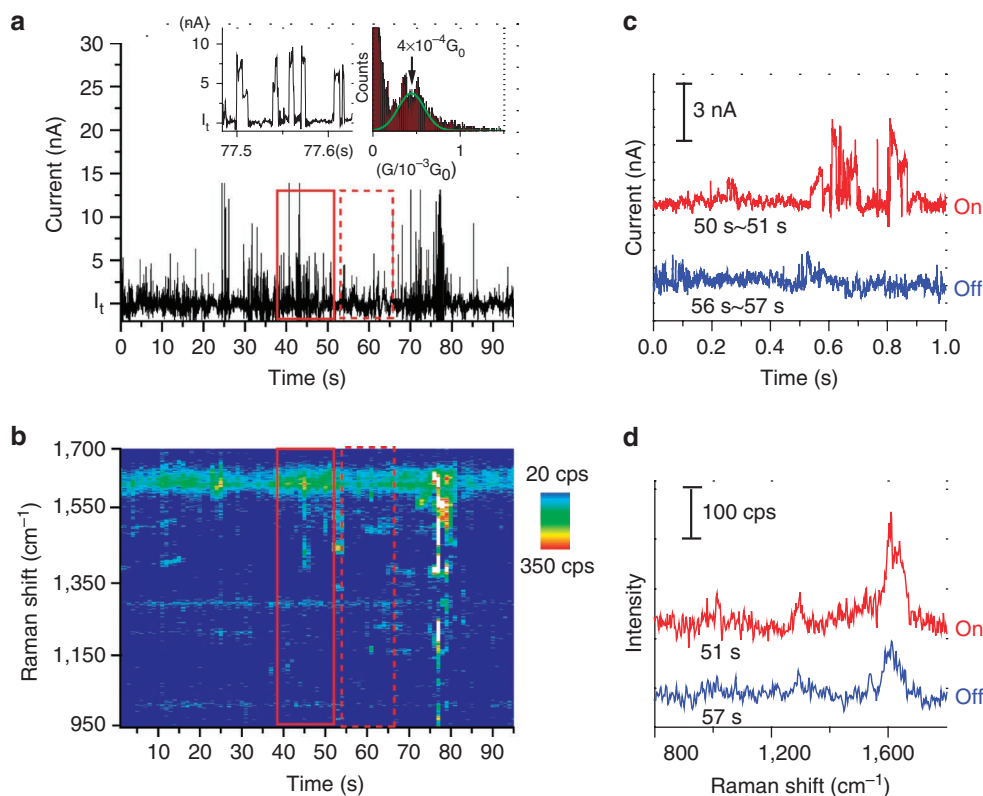 a
(nA)
10
5
I_t
77.5 77.6(s)
Counts
4×10⁻⁴G₀
0 1
(G/10⁻³G₀)
Current (nA)
30
25
20
15
10
5
I_t
0 10 20 30 40 50 60 70 80 90
Time (s)
b
Raman shift (cm⁻¹)
1,700
1,550
1,350
1,150
950
10 20 30 40 50 60 70 80 90
Time (s)
20 cps
350 cps
c
Current (nA)
3 nA
On
50 s~51 s
Off
56 s~57 s
0.0 0.2 0.4 0.6 0.8 1.0
Time (s)
d
Intensity
100 cps
On
51 s
Off
57 s
800 1,200 1,600
Raman shift (cm⁻¹)